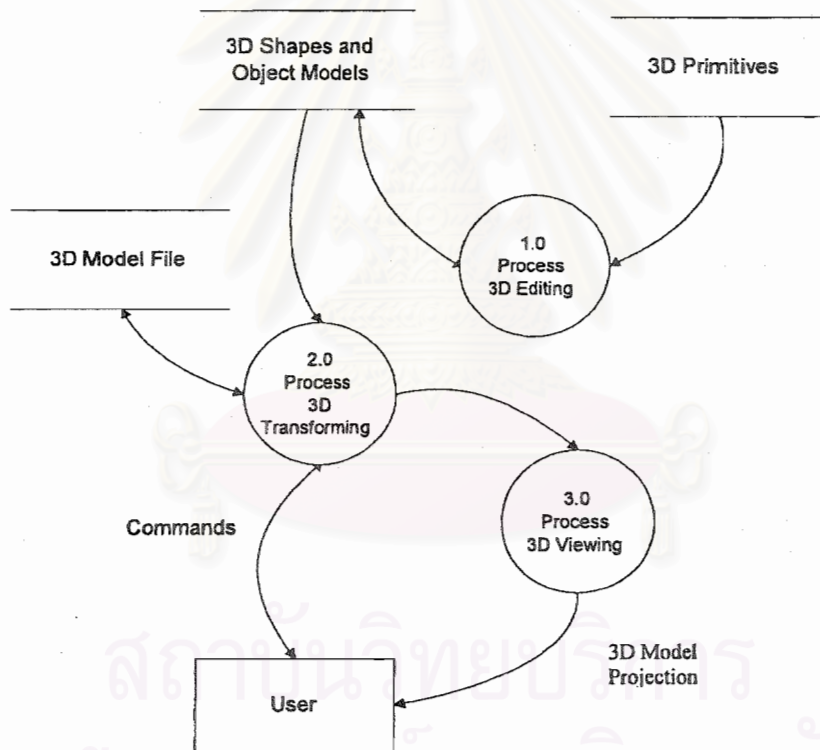 3D Shapes and
Object Models
3D Primitives
1.0
Process
3D Editing
3D Model File
2.0
Process
3D
Transforming
3.0
Process
3D Viewing
Commands
3D Model
Projection
User
สถาบันวิทยบริการ